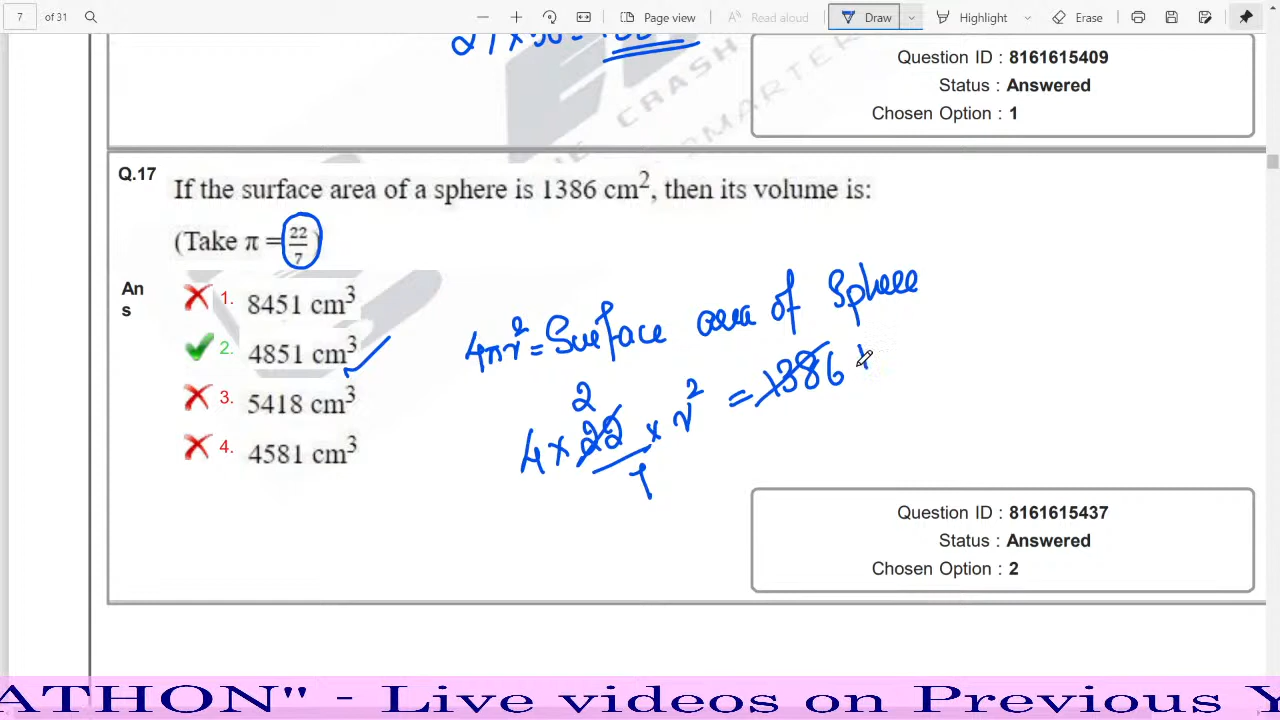 7 of 31 Page view Read aloud Draw Highlight Erase
Question ID : 8161615409
Status : Answered
Chosen Option : 1
CRASH
Q.17
If the surface area of a sphere is 1386 cm², then its volume is:
(Take π = 22/7)
Ans
1. 8451 cm³
2. 4851 cm³
3. 5418 cm³
4. 4581 cm³
4πr² = Surface area of Sphere
2
4 × 22/7 × r² = 1386
Question ID : 8161615437
Status : Answered
Chosen Option : 2
ATHON" - Live videos on Previous Y